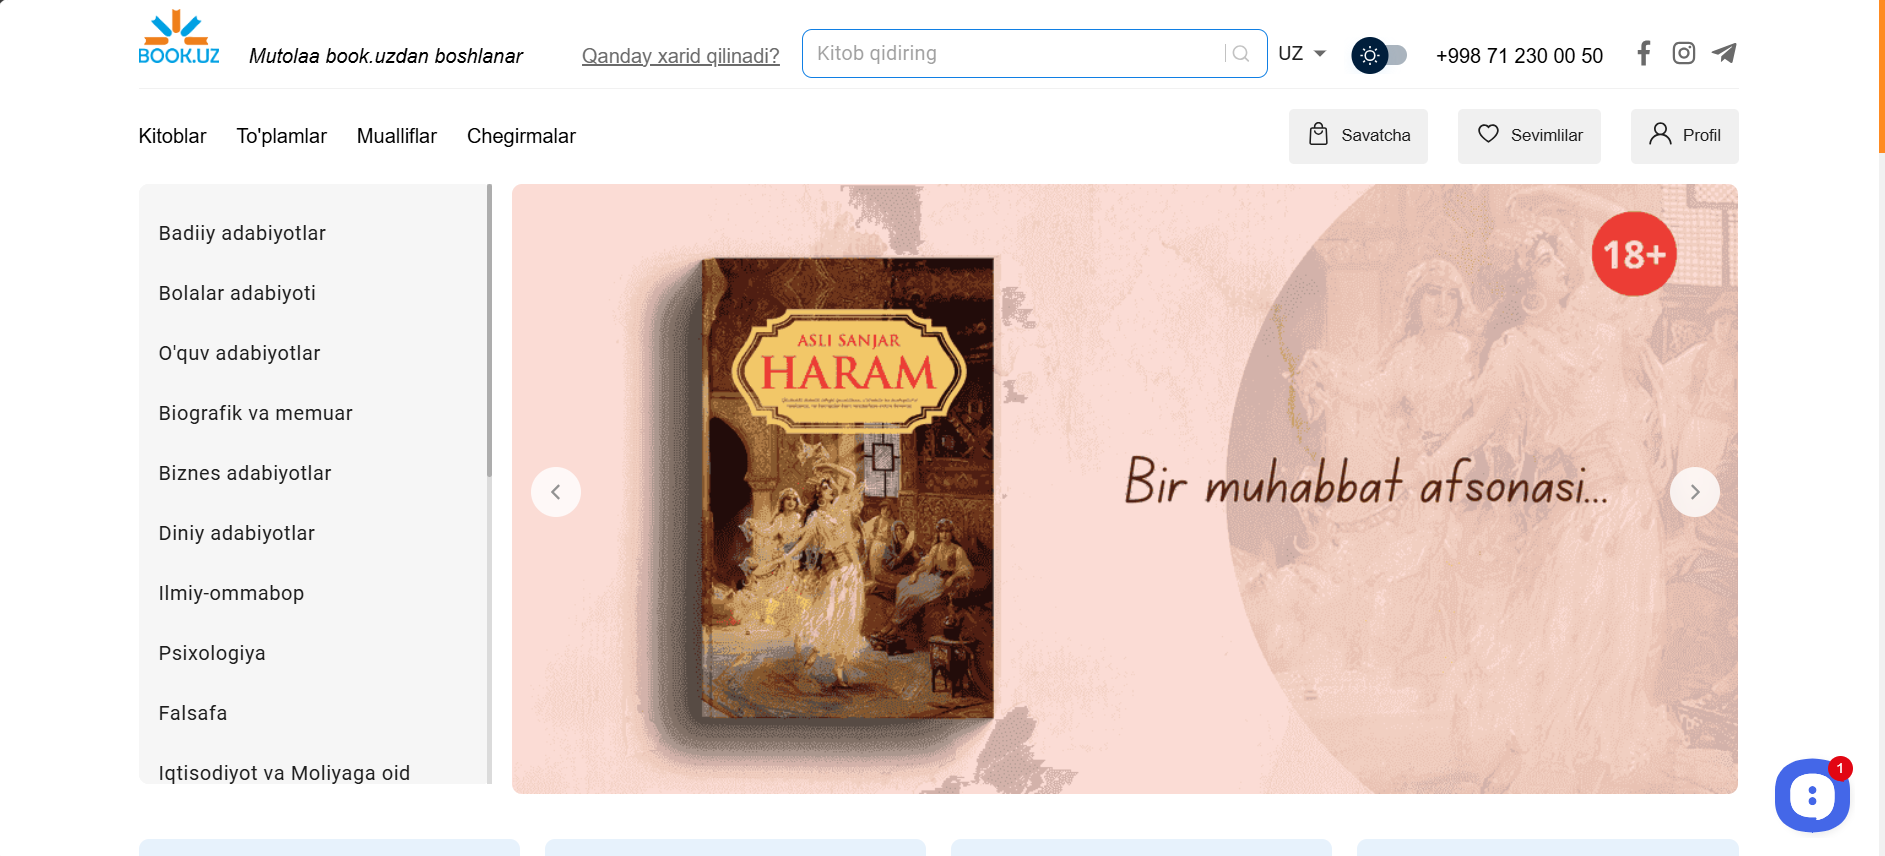 BOOK.UZ
Mutolaa book.uzdan boshlanar
Qanday xarid qilinadi?
Kitob qidiring
UZ
+998 71 230 00 50
Kitoblar
To'plamlar
Mualliflar
Chegirmalar
Savatcha
Sevimlilar
Profil
Badiiy adabiyotlar
Bolalar adabiyoti
O'quv adabiyotlar
Biografik va memuar
Biznes adabiyotlar
Diniy adabiyotlar
Ilmiy-ommabop
Psixologiya
Falsafa
Iqtisodiyot va Moliyaga oid
18+
ASLI SANJAR
HARAM
Bir muhabbat afsonasi...
1